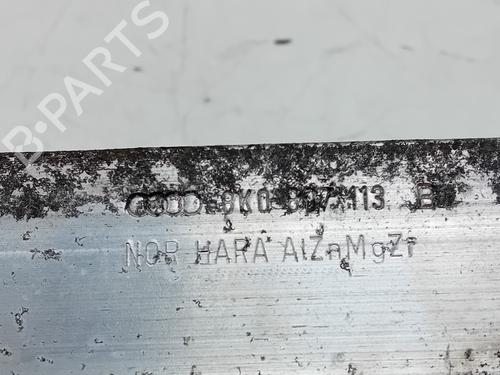 B-PARTS
8K0 807 113 B
NOR HARA AlZnMgZr